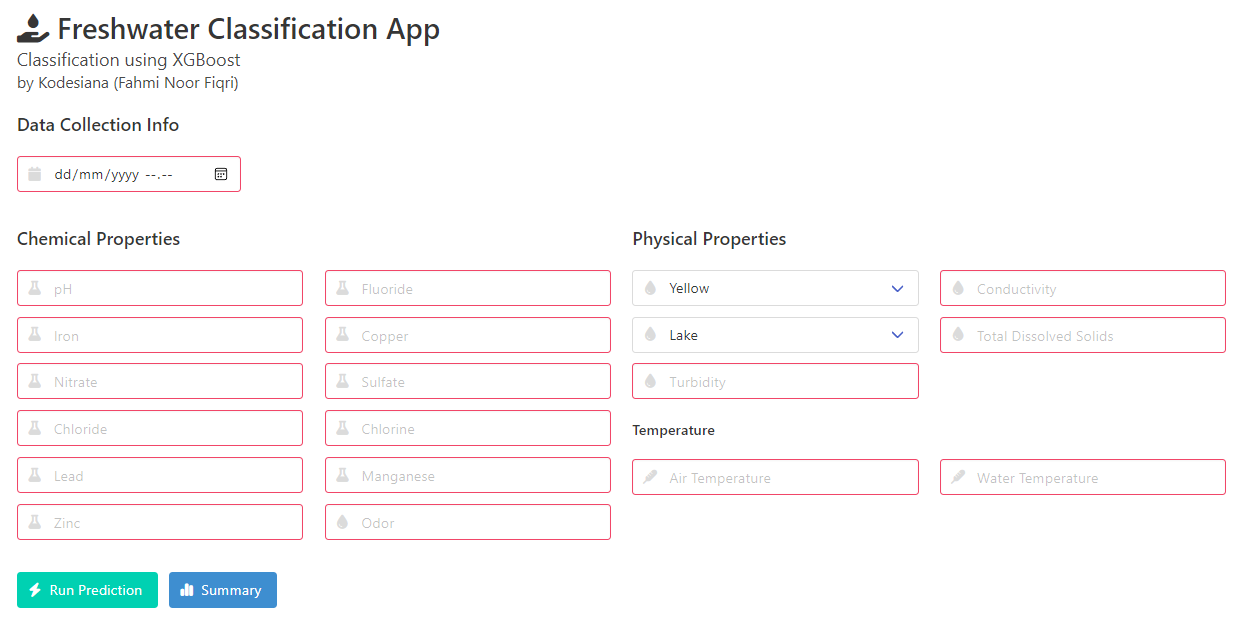 Freshwater Classification App
Classification using XGBoost
by Kodesiana (Fahmi Noor Fiqri)
Data Collection Info
dd/mm/yyyy --.--
Chemical Properties
pH
Fluoride
Iron
Copper
Nitrate
Sulfate
Chloride
Chlorine
Lead
Manganese
Zinc
Odor
Physical Properties
Yellow
Conductivity
Lake
Total Dissolved Solids
Turbidity
Temperature
Air Temperature
Water Temperature
Run Prediction
Summary